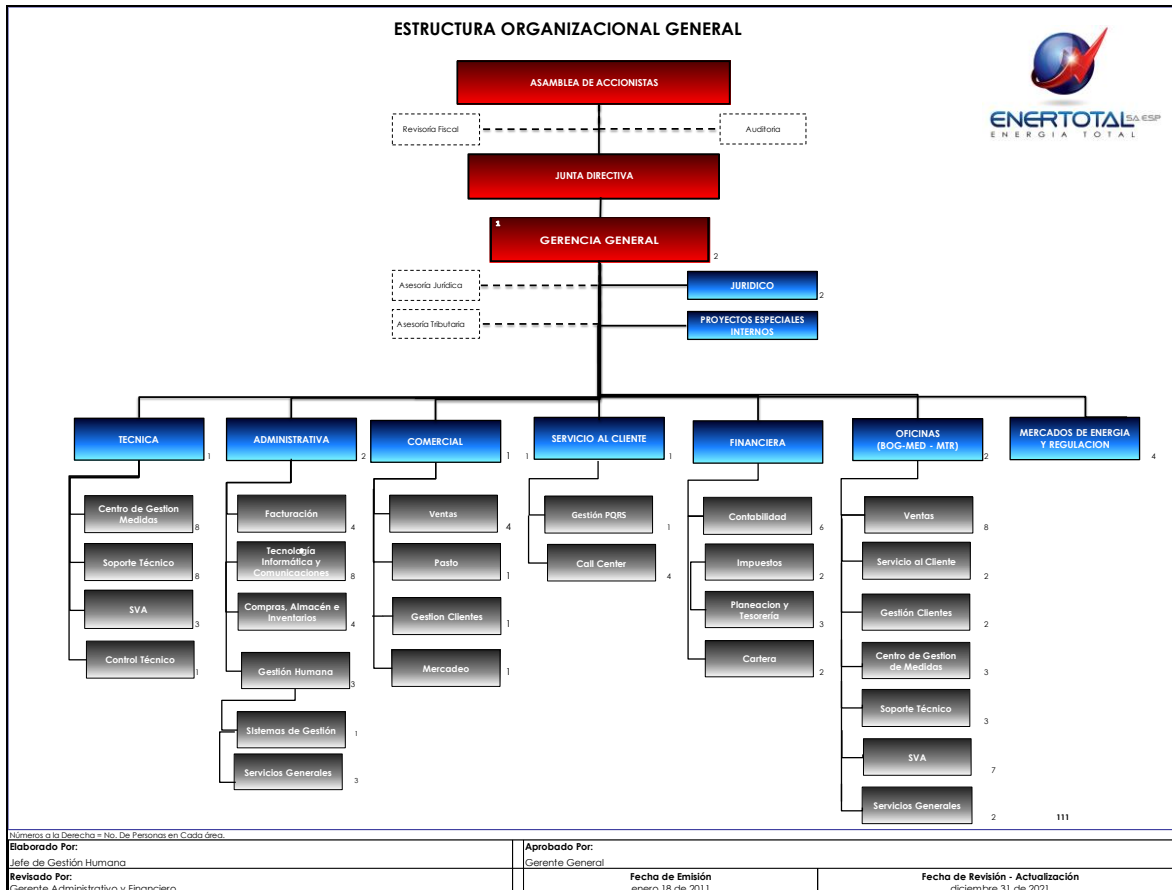 ESTRUCTURA ORGANIZACIONAL GENERAL
ENERTOTAL SA ESP
ENERGIA TOTAL
ASAMBLEA DE ACCIONISTAS
Revisoría Fiscal
Auditoria
JUNTA DIRECTIVA
1
GERENCIA GENERAL
2
Asesoría Jurídica
JURIDICO
2
Asesoría Tributaria
PROYECTOS ESPECIALES
INTERNOS
TECNICA
1
ADMINISTRATIVA
2
COMERCIAL
1
1
SERVICIO AL CLIENTE
1
FINANCIERA
OFICINAS
(BOG-MED - MTR)
2
MERCADOS DE ENERGIA
Y REGULACION
4
Centro de Gestion
Medidas
8
Soporte Técnico
8
SVA
3
Control Técnico
1
Facturación
4
Tecnología
Informática y
Comunicaciones
8
Compras, Almacén e
Inventarios
4
Gestión Humana
3
Sistemas de Gestión
1
Servicios Generales
3
Ventas
4
Pasto
1
Gestion Clientes
1
Mercadeo
1
Gestión PQRS
1
Call Center
4
Contabilidad
6
Impuestos
2
Planeacion y
Tesorería
3
Cartera
2
Ventas
8
Servicio al Cliente
2
Gestión Clientes
2
Centro de Gestion
de Medidas
3
Soporte Técnico
3
SVA
7
Servicios Generales
2
111
Números a la Derecha = No. De Personas en Cada área.
Elaborado Por:
Jefe de Gestión Humana
Aprobado Por:
Gerente General
Revisado Por:
Gerente Administrativo y Financiero
Fecha de Emisión
enero 18 de 2011
Fecha de Revisión - Actualización
diciembre 31 de 2021